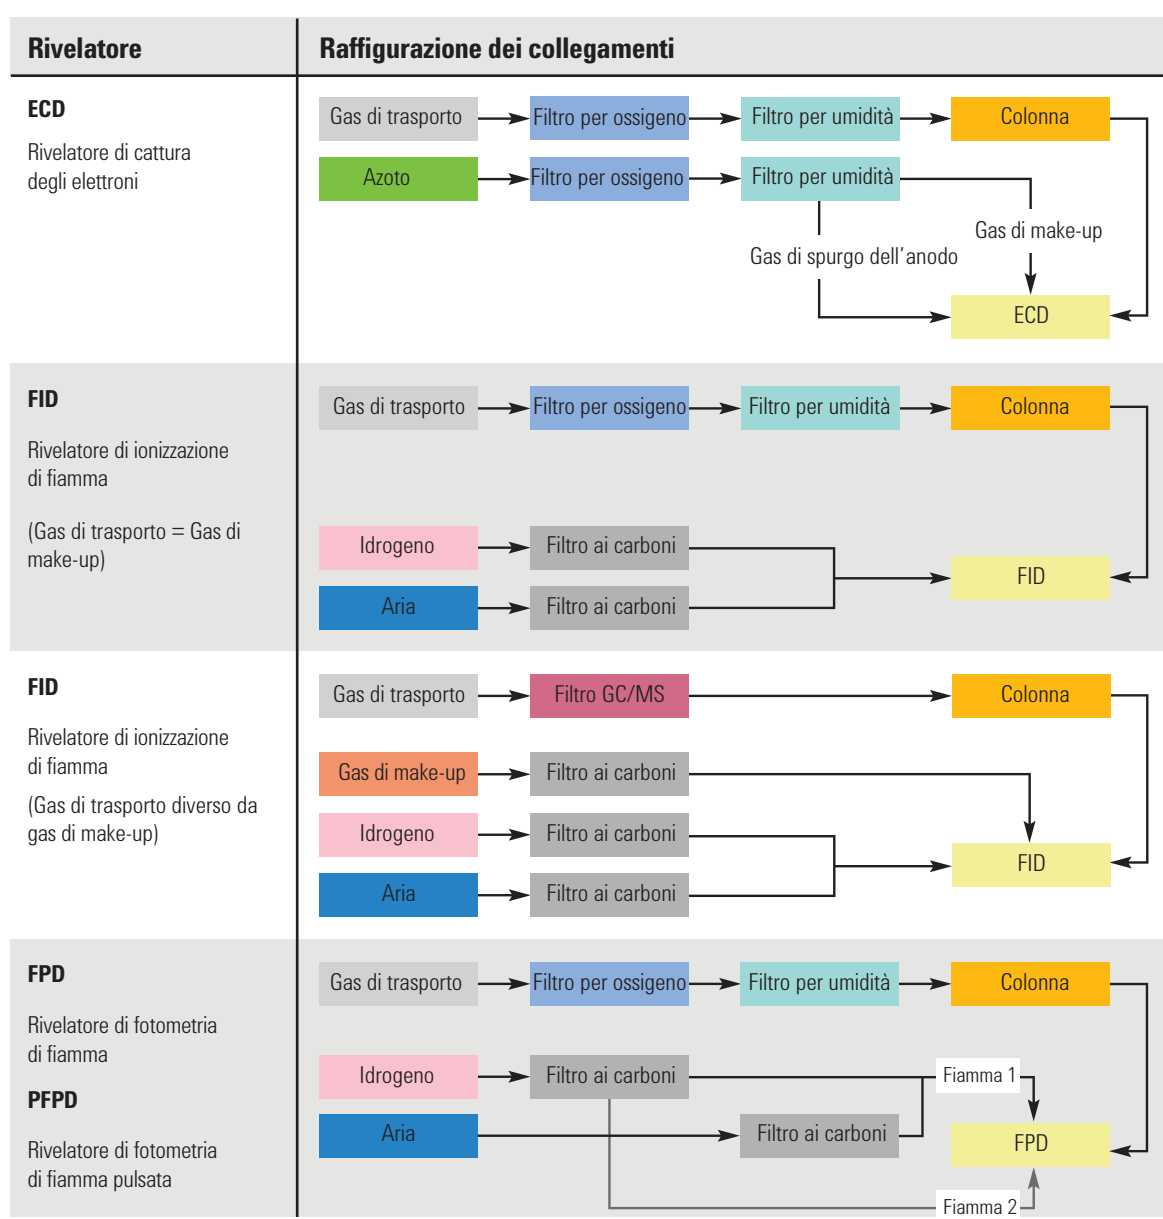 Rivelatore
Raffigurazione dei collegamenti
ECD
Rivelatore di cattura
degli elettroni
Gas di trasporto
Filtro per ossigeno
Filtro per umidità
Colonna
Azoto
Filtro per ossigeno
Filtro per umidità
Gas di make-up
Gas di spurgo dell'anodo
ECD
FID
Rivelatore di ionizzazione
di fiamma
(Gas di trasporto = Gas di
make-up)
Gas di trasporto
Filtro per ossigeno
Filtro per umidità
Colonna
Idrogeno
Filtro ai carboni
Aria
Filtro ai carboni
FID
FID
Rivelatore di ionizzazione
di fiamma
(Gas di trasporto diverso da
gas di make-up)
Gas di trasporto
Filtro GC/MS
Colonna
Gas di make-up
Filtro ai carboni
Idrogeno
Filtro ai carboni
Aria
Filtro ai carboni
FID
FPD
Rivelatore di fotometria
di fiamma
PFPD
Rivelatore di fotometria
di fiamma pulsata
Gas di trasporto
Filtro per ossigeno
Filtro per umidità
Colonna
Idrogeno
Filtro ai carboni
Fiamma 1
Aria
Filtro ai carboni
FPD
Fiamma 2